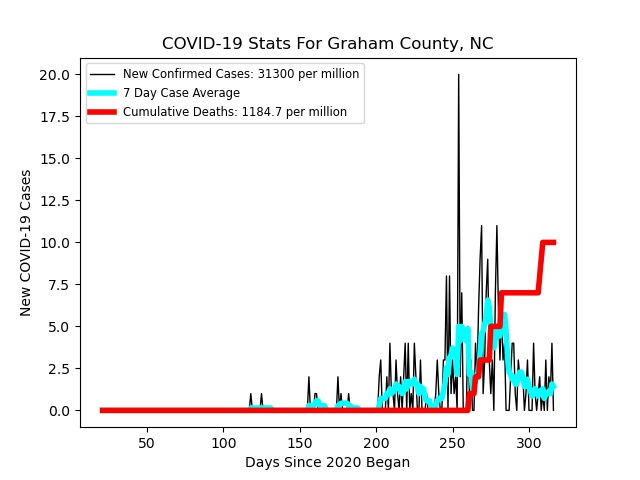 COVID-19 Stats For Graham County, NC
New Confirmed Cases: 31300 per million
7 Day Case Average
Cumulative Deaths: 1184.7 per million
New COVID-19 Cases
20.0
17.5
15.0
12.5
10.0
7.5
5.0
2.5
0.0
50 100 150 200 250 300
Days Since 2020 Began